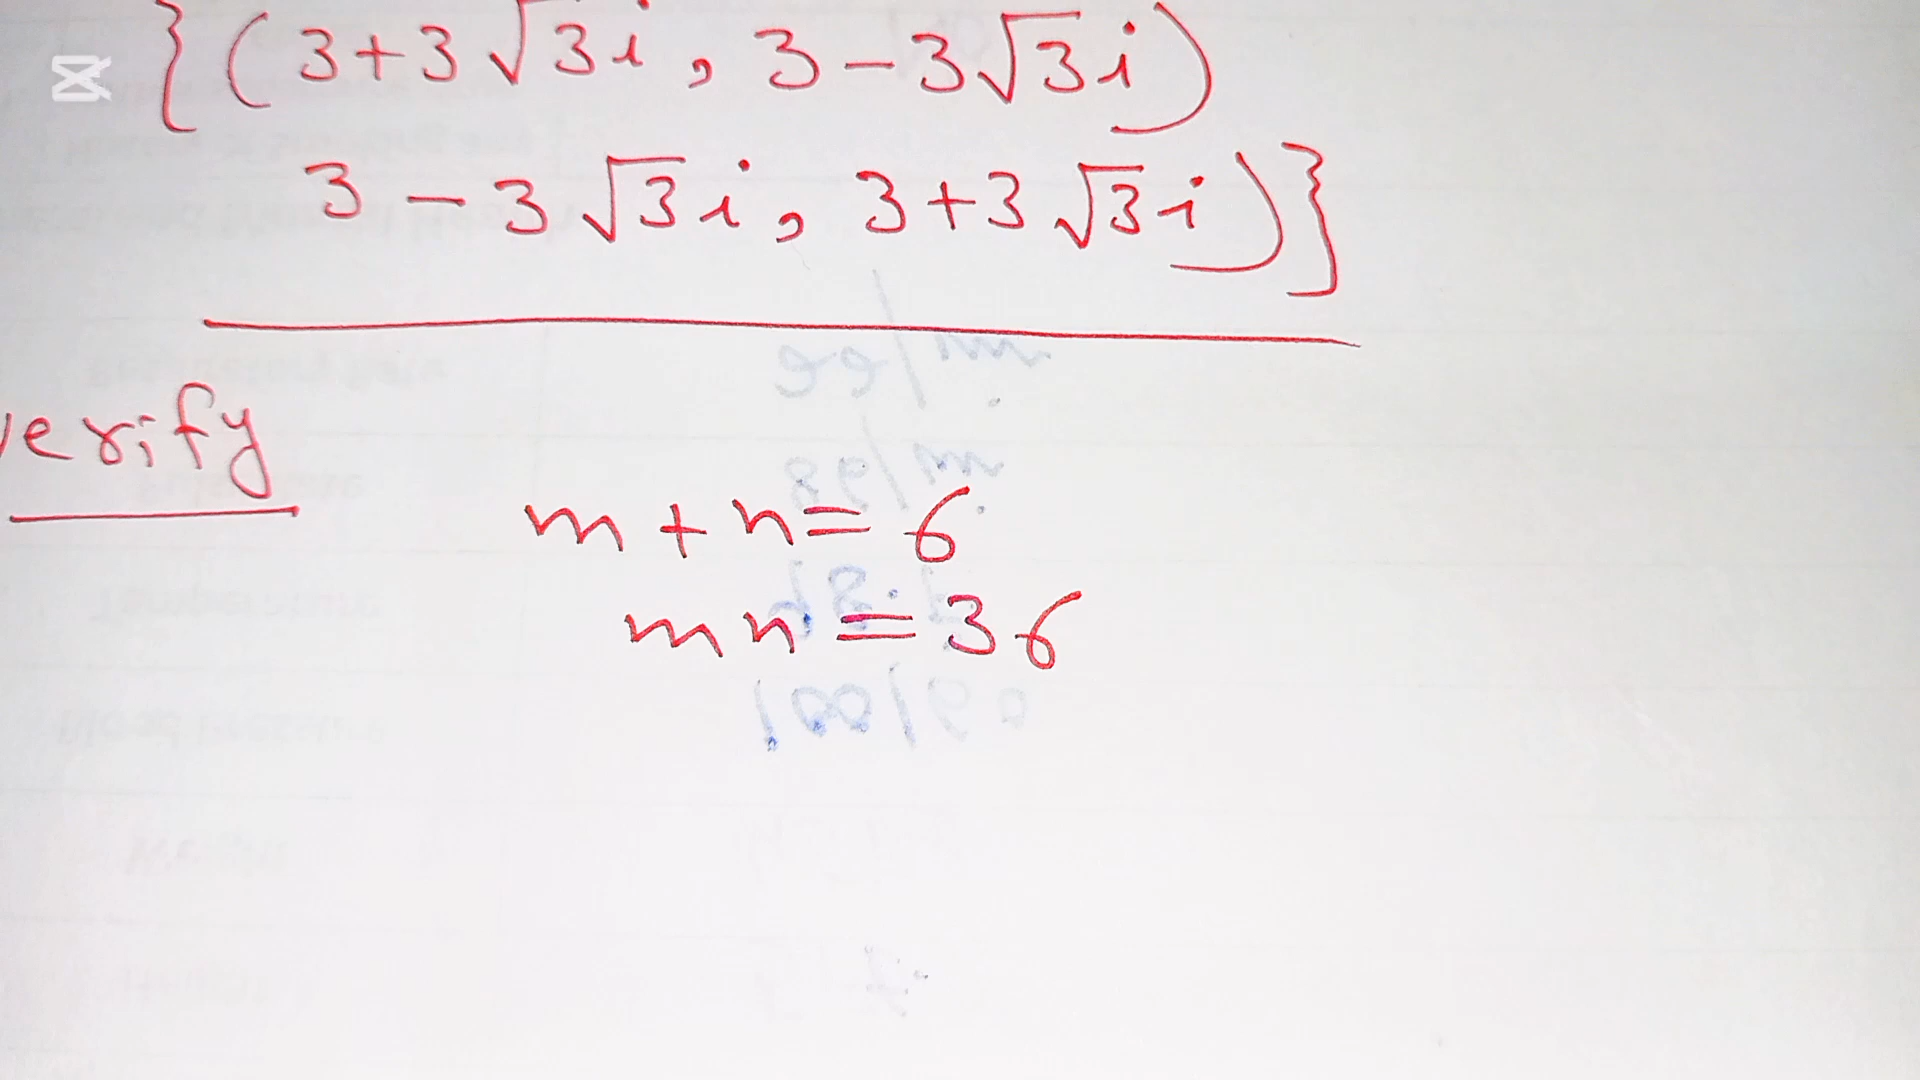 {(3+3√3i, 3-3√3i)
3-3√3i, 3+3√3i)}
verify
m+n=6
mn=36